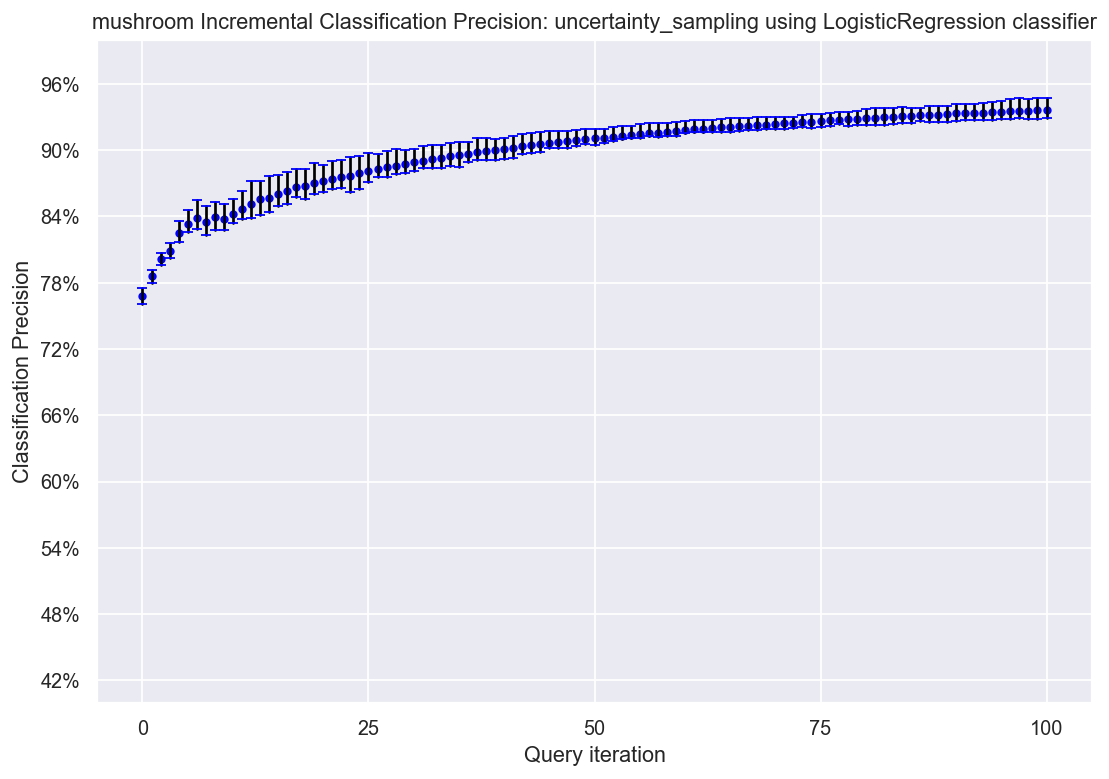 mushroom Incremental Classification Precision: uncertainty_sampling using LogisticRegression classifier
96%
90%
84%
78%
72%
66%
60%
54%
48%
42%
Classification Precision
0 25 50 75 100
Query iteration